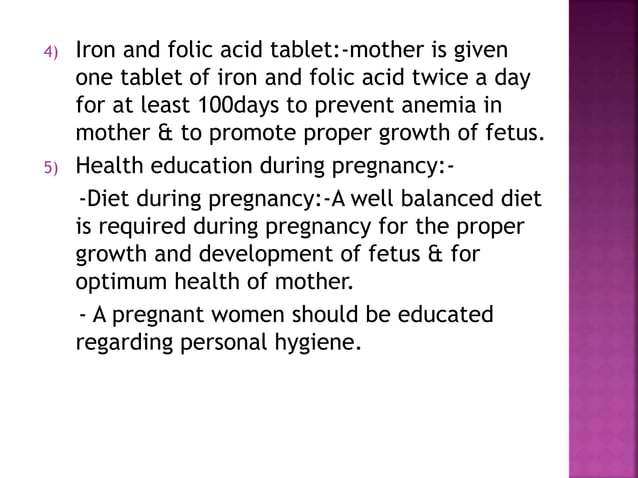 4) Iron and folic acid tablet:-mother is given
one tablet of iron and folic acid twice a day
for at least 100days to prevent anemia in
mother & to promote proper growth of fetus.
5) Health education during pregnancy:-
-Diet during pregnancy:-A well balanced diet
is required during pregnancy for the proper
growth and development of fetus & for
optimum health of mother.
- A pregnant women should be educated
regarding personal hygiene.